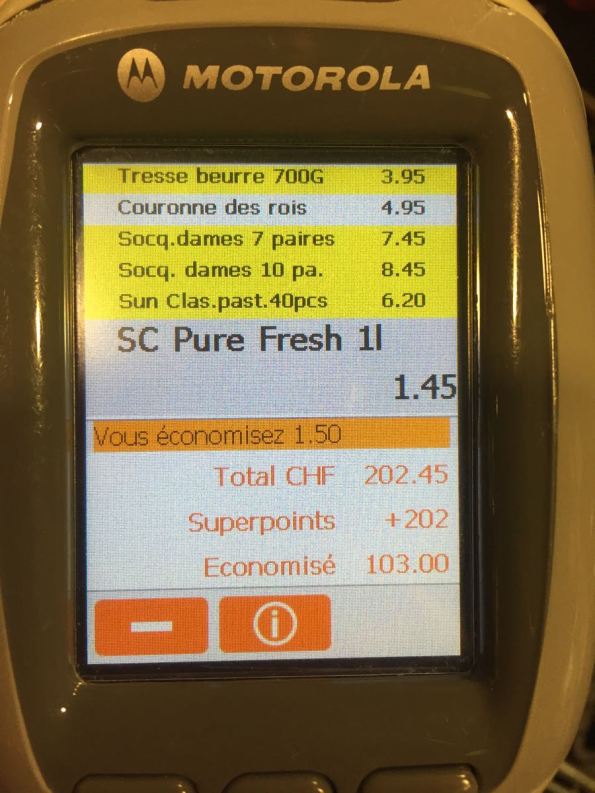 MOTOROLA
Tresse beurre 700G 3.95
Couronne des rois 4.95
Socq.dames 7 paires 7.45
Socq. dames 10 pa. 8.45
Sun Clas.past.40pcs 6.20
SC Pure Fresh 1l
1.45
Vous économisez 1.50
Total CHF 202.45
Superpoints +202
Economisé 103.00